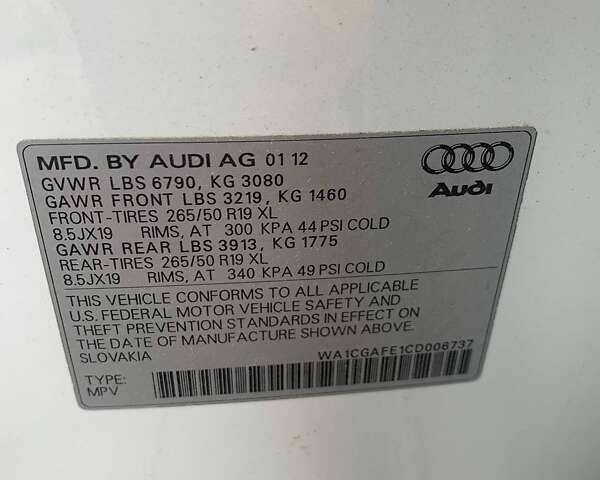 MFD. BY AUDI AG 01 12
Audi
GVWR LBS 6790, KG 3080
GAWR FRONT LBS 3219, KG 1460
FRONT-TIRES 265/50 R19 XL
8.5JX19 RIMS, AT 300 KPA 44 PSI COLD
GAWR REAR LBS 3913, KG 1775
REAR-TIRES 265/50 R19 XL
8.5JX19 RIMS, AT 340 KPA 49 PSI COLD
THIS VEHICLE CONFORMS TO ALL APPLICABLE
U.S. FEDERAL MOTOR VEHICLE SAFETY AND
THEFT PREVENTION STANDARDS IN EFFECT ON
THE DATE OF MANUFACTURE SHOWN ABOVE.
SLOVAKIA
WA1CGAFE1CD006737
TYPE:
MPV